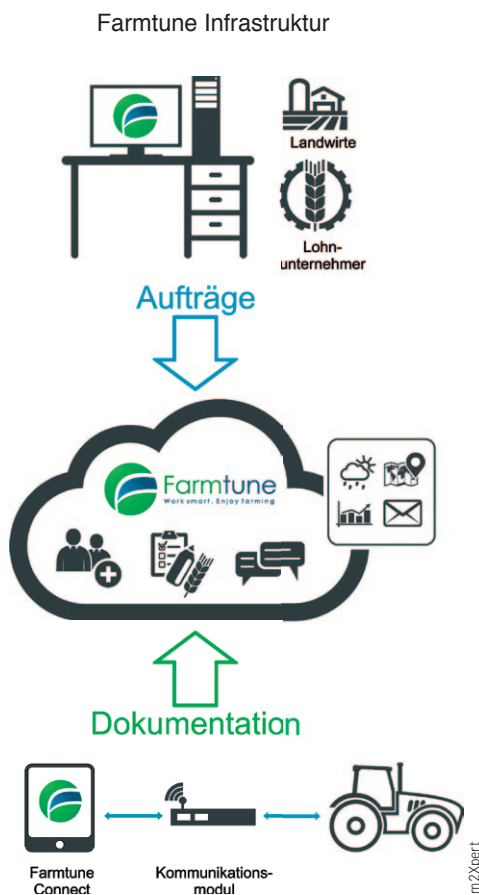 Farmtune Infrastruktur
Landwirte
Lohn-
unternehmer
Aufträge
Farmtune
Work smart. Enjoy farming
Dokumentation
Farmtune
Connect
Kommunikations-
modul
m2Xpert